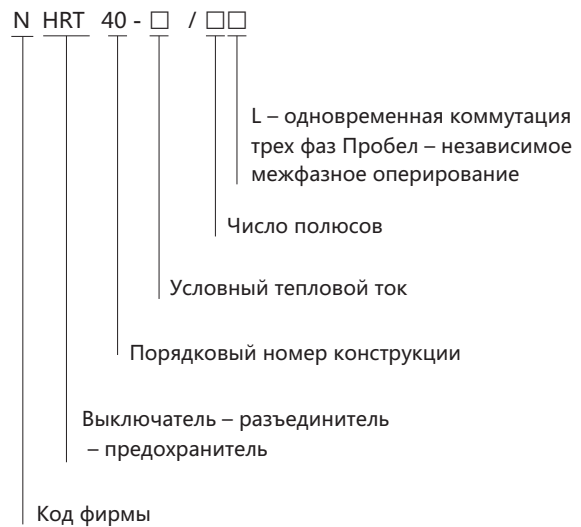 N HRT 40 - □ / □□
L – одновременная коммутация
трех фаз Пробел – независимое
межфазное оперирование
Число полюсов
Условный тепловой ток
Порядковый номер конструкции
Выключатель – разъединитель
– предохранитель
Код фирмы